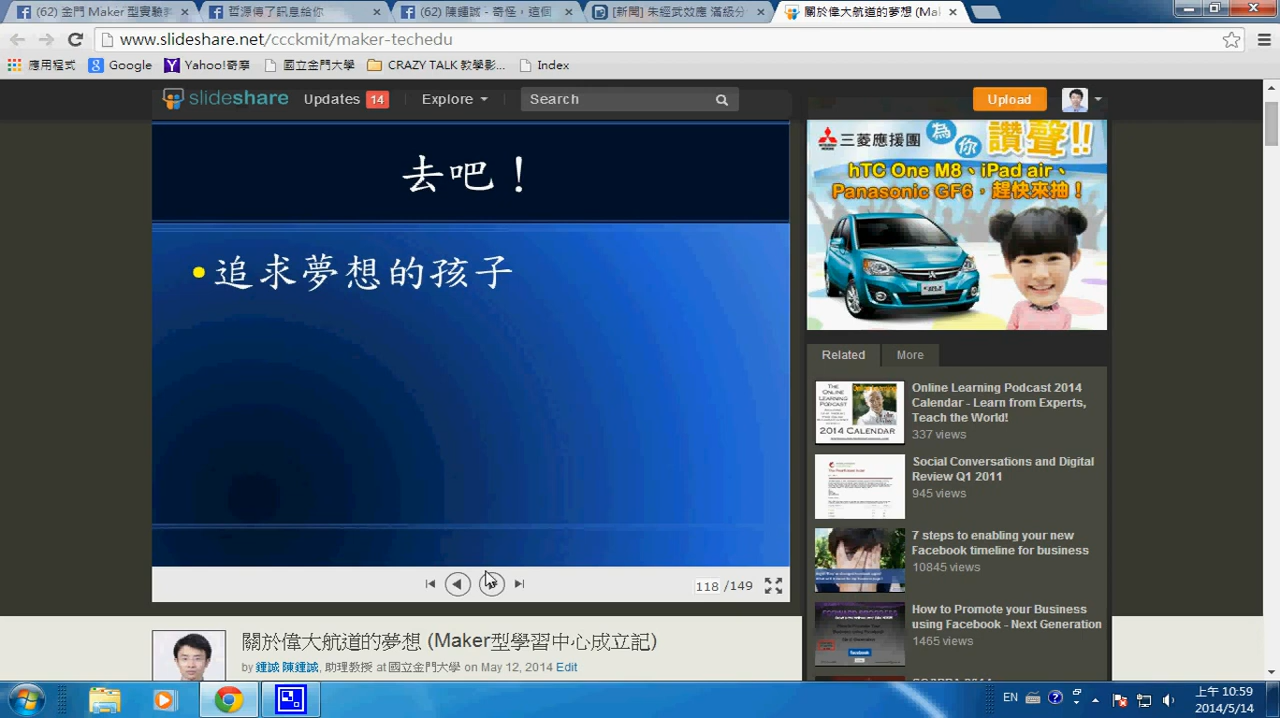 (62) 金門 Maker 型實驗教
哲源傳了訊息給你
(62) 陳鍾誠 - 奇怪，這個
[新聞] 朱經武效應 滿級分
關於偉大航道的夢想 (Mal
www.slideshare.net/ccckmit/maker-techedu
應用程式
Google
Yahoo!奇摩
國立金門大學
CRAZY TALK 教學影...
Index
slideshare
Updates 14
Explore
Search
Upload
去吧！
追求夢想的孩子
118 /149
三菱應援團
為你
讚聲!!
hTC One M8、iPad air、
Panasonic GF6，趕快來抽！
Related
More
THE
ONLINE
LEARNING
PODCAST
2014 CALENDAR
Online Learning Podcast 2014
Calendar - Learn from Experts,
Teach the World!
337 views
Social Conversations and Digital
Review Q1 2011
945 views
7 steps to enabling your new
Facebook timeline for business
10845 views
How to Promote your Business
using Facebook - Next Generation
1465 views
關於偉大航道的夢想 (Maker型學習中心成立記)
by 鍾誠 陳鍾誠, 助理教授 at 國立金門大學 on May 12, 2014 Edit
EN
上午 10:59
2014/5/14